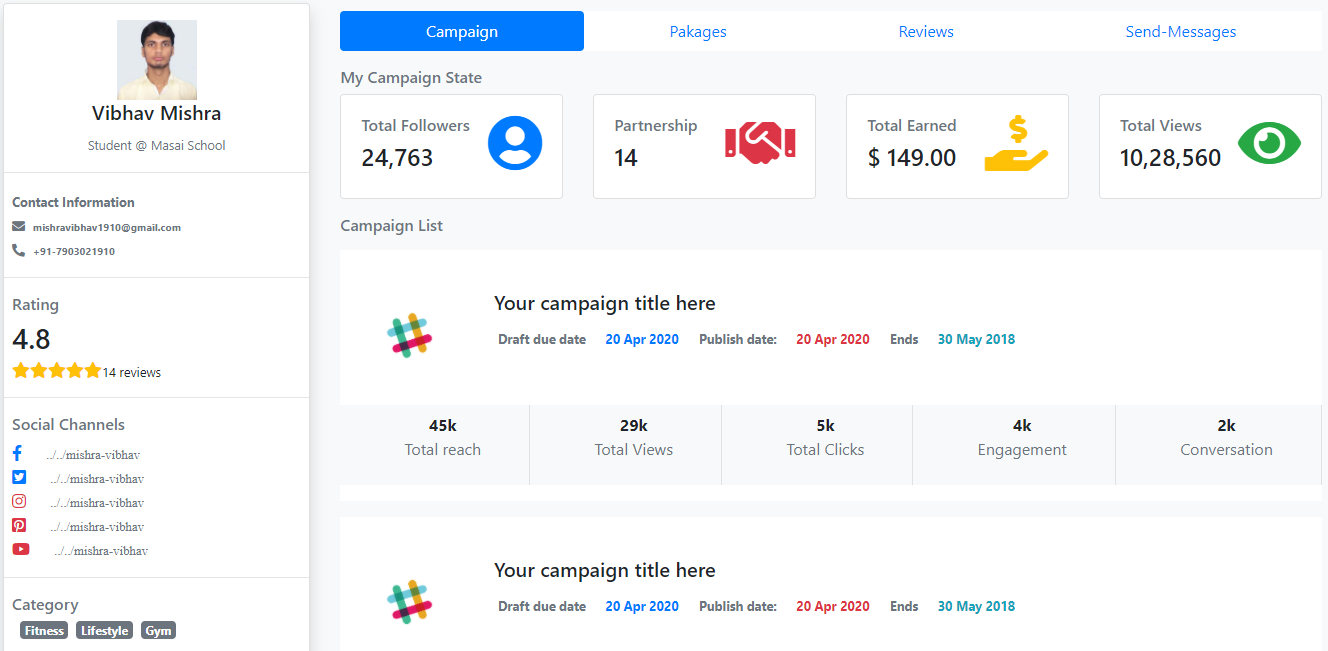 Vibhav Mishra
Student @ Masai School
Contact Information
mishravibhav1910@gmail.com
+91-7903021910
Rating
4.8
14 reviews
Social Channels
../../mishra-vibhav
../../mishra-vibhav
../../mishra-vibhav
../../mishra-vibhav
../../mishra-vibhav
Category
Fitness Lifestyle Gym
Campaign Pakages Reviews Send-Messages
My Campaign State
Total Followers
24,763
Partnership
14
Total Earned
$ 149.00
Total Views
10,28,560
Campaign List
Your campaign title here
Draft due date 20 Apr 2020 Publish date: 20 Apr 2020 Ends 30 May 2018
45k 29k 5k 4k 2k
Total reach Total Views Total Clicks Engagement Conversation
Your campaign title here
Draft due date 20 Apr 2020 Publish date: 20 Apr 2020 Ends 30 May 2018